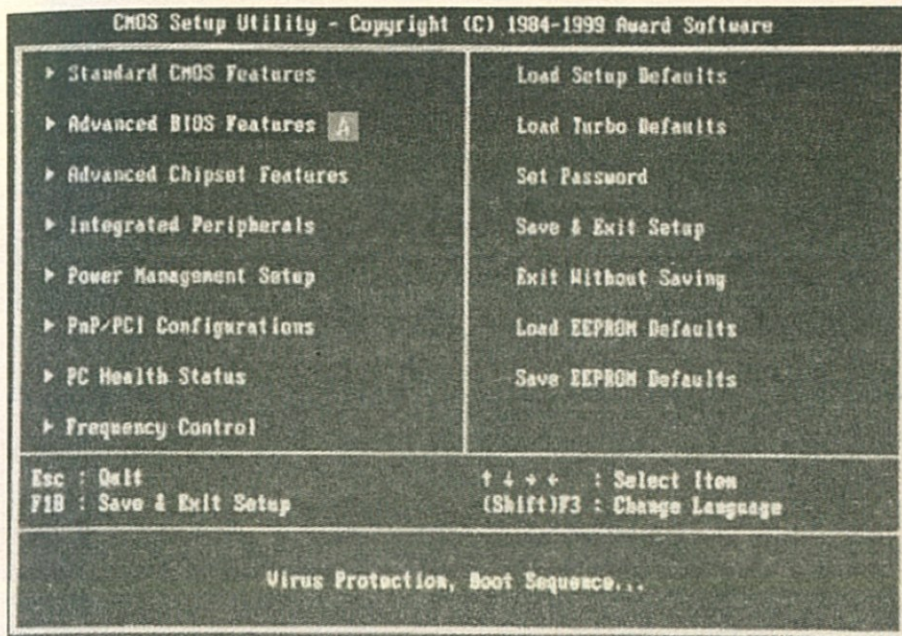 CMOS Setup Utility - Copyright (C) 1984-1999 Award Software
▶ Standard CMOS Features
▶ Advanced BIOS Features A
▶ Advanced Chipset Features
▶ Integrated Peripherals
▶ Power Management Setup
▶ PnP/PCI Configurations
▶ PC Health Status
▶ Frequency Control
Load Setup Defaults
Load Turbo Defaults
Set Password
Save & Exit Setup
Exit Without Saving
Load EEPROM Defaults
Save EEPROM Defaults
Esc : Quit
F10 : Save & Exit Setup
↑ ↓ → ← : Select Item
(Shift)F3 : Change Language
Virus Protection, Boot Sequence...